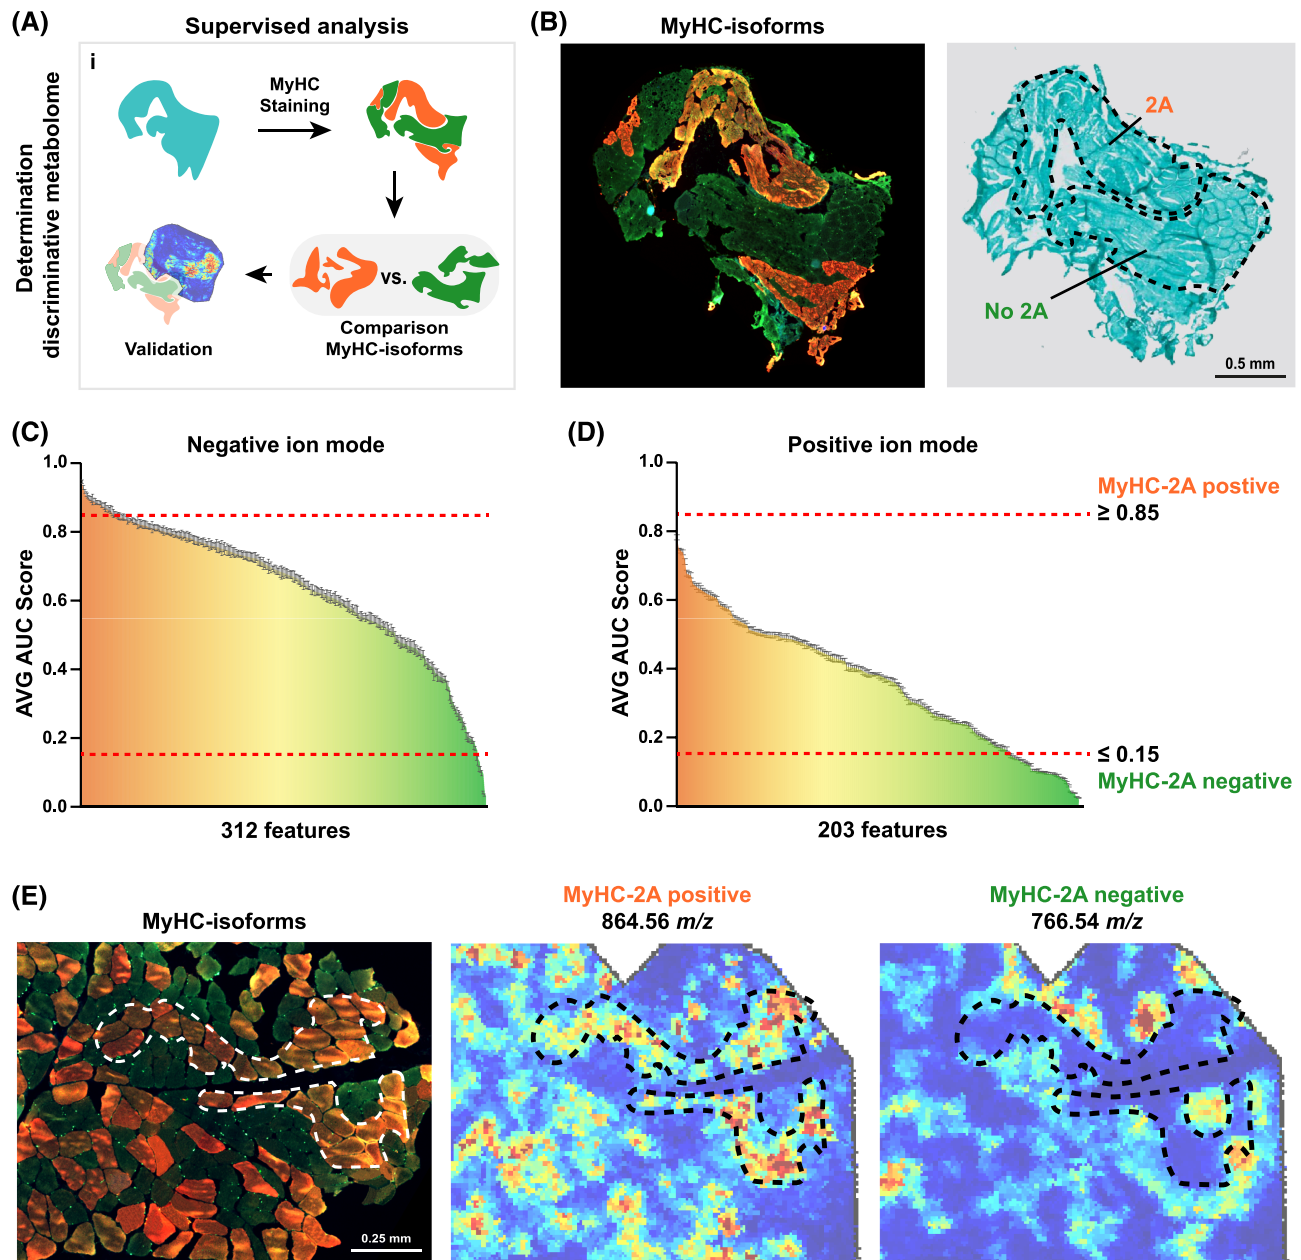 (A)
Supervised analysis
Determination
discriminative metabolome
i
MyHC
Staining
vs.
Comparison
MyHC-isoforms
Validation
(B)
MyHC-isoforms
2A
No 2A
0.5 mm
(C)
Negative ion mode
AVG AUC Score
1.0
0.8
0.6
0.4
0.2
0.0
312 features
(D)
Positive ion mode
AVG AUC Score
1.0
0.8
0.6
0.4
0.2
0.0
203 features
MyHC-2A postive
≥ 0.85
≤ 0.15
MyHC-2A negative
(E)
MyHC-isoforms
0.25 mm
MyHC-2A positive
864.56 m/z
MyHC-2A negative
766.54 m/z